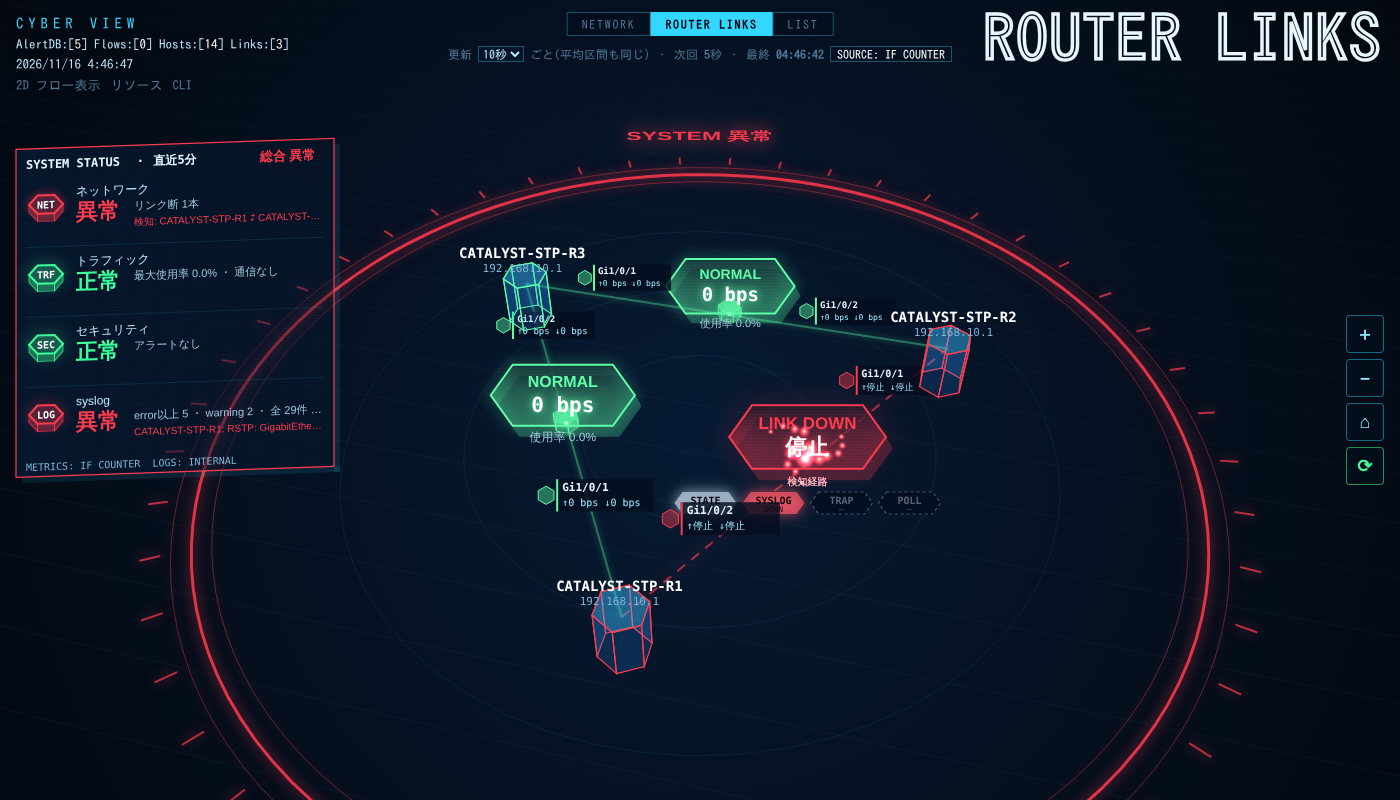 CYBER VIEW
AlertDB:[5] Flows:[0] Hosts:[14] Links:[3]
2026/11/16 4:46:47
2D フロー表示 リソース CLI
NETWORK
ROUTER LINKS
LIST
更新 10秒 ごと(平均区間も同じ) · 次回 5秒 · 最終 04:46:42 SOURCE: IF COUNTER
ROUTER LINKS
SYSTEM 異常
SYSTEM STATUS · 直近5分
総合 異常
NET
ネットワーク
異常
リンク断 1本
検知: CATALYST-STP-R1 ⇄ CATALYST-…
TRF
トラフィック
正常
最大使用率 0.0% · 通信なし
SEC
セキュリティ
正常
アラートなし
LOG
syslog
異常
error以上 5 · warning 2 · 全 29件 …
CATALYST-STP-R1: RSTP: GigabitEthe…
METRICS: IF COUNTER LOGS: INTERNAL
CATALYST-STP-R3
192.168.10.1
Gi1/0/1
↑0 bps ↓0 bps
Gi1/0/2
↑0 bps ↓0 bps
NORMAL
0 bps
使用率 0.0%
Gi1/0/2
↑0 bps ↓0 bps
CATALYST-STP-R2
192.168.10.1
Gi1/0/1
↑停止 ↓停止
NORMAL
0 bps
使用率 0.0%
LINK DOWN
停止
検知経路
STATE
SYSLOG
DOWN
TRAP
—
POLL
—
Gi1/0/1
↑0 bps ↓0 bps
Gi1/0/2
↑停止 ↓停止
CATALYST-STP-R1
192.168.10.1
+
−
⌂
⟳